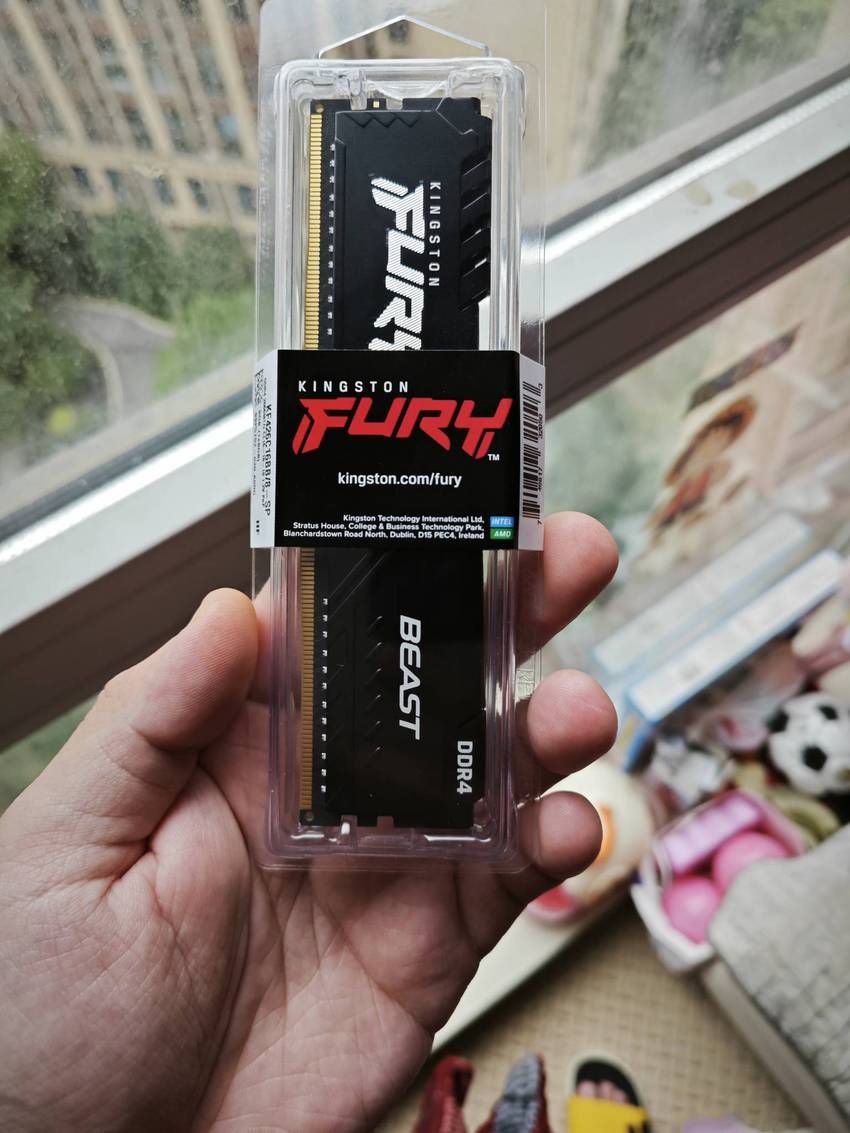 KINGSTON
FURY
KINGSTON
FURY
TM
kingston.com/fury
Kingston Technology International Ltd,
Stratus House, College & Business Technology Park,
Blanchardstown Road North, Dublin, D15 PEC4, Ireland
INTEL
AMD
BEAST
DDR4